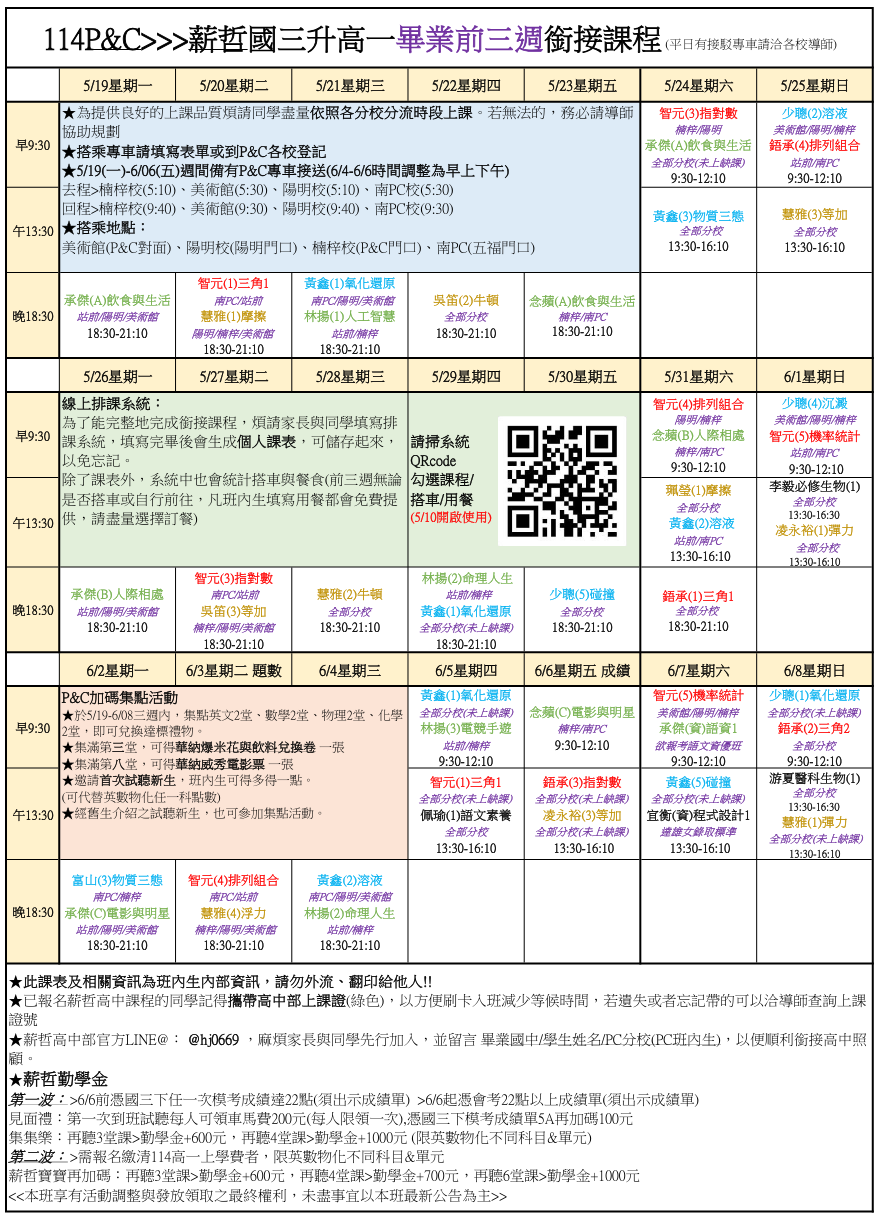 114P&C>>>薪哲國三升高一畢業前三週銜接課程 (平日有接駁專車請洽各校導師)
5/19星期一 5/20星期二 5/21星期三 5/22星期四 5/23星期五 5/24星期六 5/25星期日
早9:30
★為提供良好的上課品質煩請同學盡量依照各分校分流時段上課。若無法的，務必請導師
協助規劃
★搭乘專車請填寫表單或到P&C各校登記
★5/19(一)-6/06(五)週間備有P&C專車接送(6/4-6/6時間調整為早上下午)
去程>楠梓校(5:10)、美術館(5:30)、陽明校(5:10)、南PC校(5:30)
回程>楠梓校(9:40)、美術館(9:30)、陽明校(9:40)、南PC校(9:30)
★搭乘地點：
美術館(P&C對面)、陽明校(陽明門口)、楠梓校(P&C門口)、南PC(五福門口)
智元(3)指對數
楠梓/陽明
承傑(A)飲食與生活
全部分校(未上缺課)
9:30-12:10
少聰(2)溶液
美術館/陽明/楠梓
鋙承(4)排列組合
站前/南PC
9:30-12:10
午13:30
黃鑫(3)物質三態
全部分校
13:30-16:10
慧雅(3)等加
全部分校
13:30-16:10
晚18:30
承傑(A)飲食與生活
站前/陽明/美術館
18:30-21:10
智元(1)三角1
南PC/站前
慧雅(1)摩擦
陽明/楠梓/美術館
18:30-21:10
黃鑫(1)氧化還原
南PC/陽明/美術館
林揚(1)人工智慧
站前/楠梓
18:30-21:10
吳笛(2)牛頓
全部分校
18:30-21:10
念蘋(A)飲食與生活
楠梓/南PC
18:30-21:10
5/26星期一 5/27星期二 5/28星期三 5/29星期四 5/30星期五 5/31星期六 6/1星期日
早9:30
線上排課系統：
為了能完整地完成銜接課程，煩請家長與同學填寫排
課系統，填寫完畢後會生成個人課表，可儲存起來，
以免忘記。
除了課表外，系統中也會統計搭車與餐食(前三週無論
是否搭車或自行前往，凡班內生填寫用餐都會免費提
供，請盡量選擇訂餐)
請掃系統
QRcode
勾選課程/
搭車/用餐
(5/10開啟使用)
智元(4)排列組合
陽明/楠梓
念蘋(B)人際相處
楠梓/南PC
9:30-12:10
少聰(4)沉澱
美術館/陽明/楠梓
智元(5)機率統計
站前/南PC
9:30-12:10
午13:30
珮瑩(1)摩擦
全部分校
黃鑫(2)溶液
站前/南PC
13:30-16:10
李毅必修生物(1)
全部分校
13:30-16:30
凌永裕(1)彈力
全部分校
13:30-16:10
晚18:30
承傑(B)人際相處
站前/陽明/美術館
18:30-21:10
智元(3)指對數
南PC/站前
吳笛(3)等加
楠梓/陽明/美術館
18:30-21:10
慧雅(2)牛頓
全部分校
18:30-21:10
林揚(2)命理人生
站前/楠梓
黃鑫(1)氧化還原
全部分校(未上缺課)
18:30-21:10
少聰(5)碰撞
全部分校
18:30-21:10
鋙承(1)三角1
全部分校
18:30-21:10
6/2星期一 6/3星期二 題數 6/4星期三 6/5星期四 6/6星期五 成績 6/7星期六 6/8星期日
早9:30
P&C加碼集點活動
★於5/19-6/08三週內，集點英文2堂、數學2堂、物理2堂、化學
2堂，即可兌換達標禮物。
★集滿第三堂，可得華納爆米花與飲料兌換卷 一張
★集滿第八堂，可得華納威秀電影票 一張
★邀請首次試聽新生，班內生可得多得一點。
(可代替英數物化任一科點數)
★經舊生介紹之試聽新生，也可參加集點活動。
黃鑫(1)氧化還原
全部分校(未上缺課)
林揚(3)電競手遊
站前/楠梓
9:30-12:10
念蘋(C)電影與明星
楠梓/南PC
9:30-12:10
智元(5)機率統計
美術館/陽明/楠梓
承傑(資)語資1
欲報考語文資優班
9:30-12:10
少聰(1)氧化還原
全部分校(未上缺課)
鋙承(2)三角2
全部分校
9:30-12:10
午13:30
智元(1)三角1
全部分校(未上缺課)
佩瑜(1)語文素養
全部分校
13:30-16:10
鋙承(3)指對數
全部分校(未上缺課)
凌永裕(3)等加
全部分校(未上缺課)
13:30-16:10
黃鑫(5)碰撞
全部分校(未上缺課)
宜衡(資)程式設計1
達雄女錄取標準
13:30-16:10
游夏醫科生物(1)
全部分校
13:30-16:30
慧雅(1)彈力
全部分校(未上缺課)
13:30-16:10
晚18:30
富山(3)物質三態
南PC/楠梓
承傑(C)電影與明星
站前/陽明/美術館
18:30-21:10
智元(4)排列組合
南PC/站前
慧雅(4)浮力
楠梓/陽明/美術館
18:30-21:10
黃鑫(2)溶液
南PC/陽明/美術館
林揚(2)命理人生
站前/楠梓
18:30-21:10
★此課表及相關資訊為班內生內部資訊，請勿外流、翻印給他人!!
★已報名薪哲高中課程的同學記得攜帶高中部上課證(綠色)，以方便刷卡入班減少等候時間，若遺失或者忘記帶的可以洽導師查詢上課
證號
★薪哲高中部官方LINE@： @hj0669 ，麻煩家長與同學先行加入，並留言 畢業國中/學生姓名/PC分校(PC班內生)，以便順利銜接高中照
顧。
★薪哲勤學金
第一波：>6/6前憑國三下任一次模考成績達22點(須出示成績單) >6/6起憑會考22點以上成績單(須出示成績單)
見面禮：第一次到班試聽每人可領車馬費200元(每人限領一次),憑國三下模考成績單5A再加碼100元
集集樂：再聽3堂課>勤學金+600元，再聽4堂課>勤學金+1000元 (限英數物化不同科目&單元)
第二波：>需報名繳清114高一上學費者，限英數物化不同科目&單元
薪哲寶寶再加碼：再聽3堂課>勤學金+600元，再聽4堂課>勤學金+700元，再聽6堂課>勤學金+1000元
<<本班享有活動調整與發放領取之最終權利，未盡事宜以本班最新公告為主>>